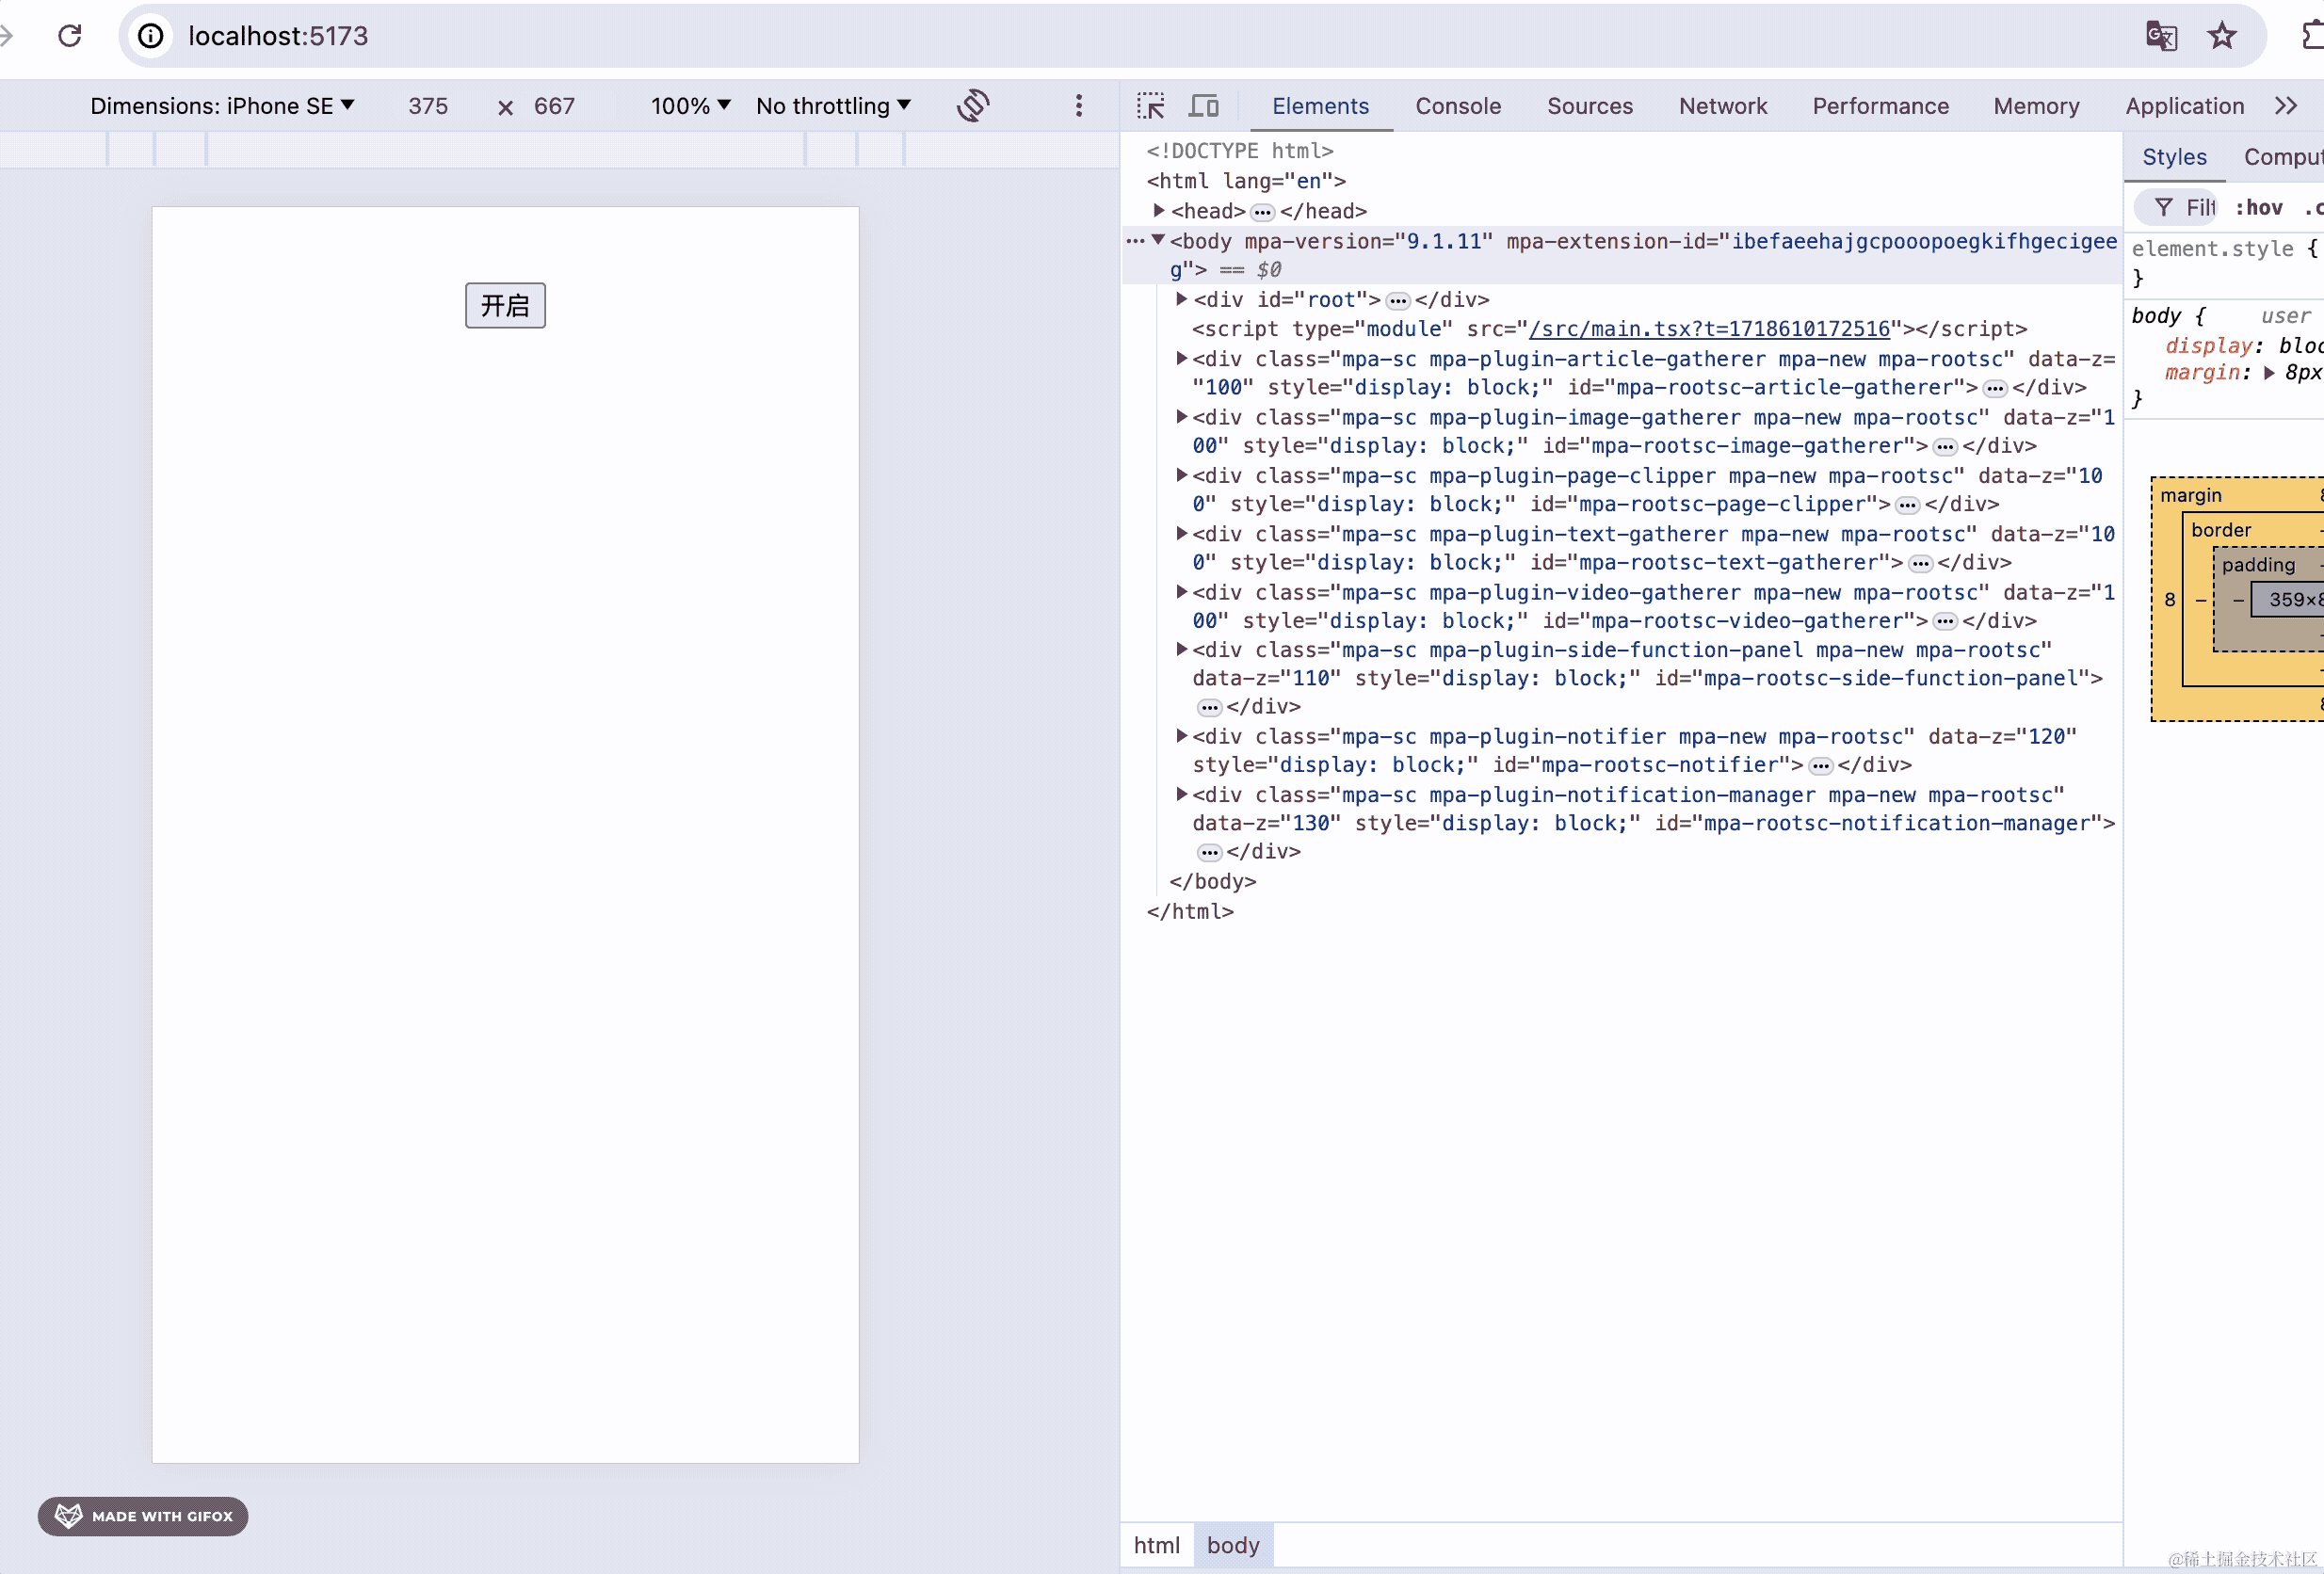 localhost:5173
Dimensions: iPhone SE 375 × 667 100% No throttling
Elements Console Sources Network Performance Memory Application
开启
<!DOCTYPE html>
<html lang="en">
<head>…</head>
<body mpa-version="9.1.11" mpa-extension-id="ibefaeehajgcpooopoegkifhgecigee
g"> == $0
<div id="root">…</div>
<script type="module" src="/src/main.tsx?t=1718610172516"></script>
<div class="mpa-sc mpa-plugin-article-gatherer mpa-new mpa-rootsc" data-z=
"100" style="display: block;" id="mpa-rootsc-article-gatherer">…</div>
<div class="mpa-sc mpa-plugin-image-gatherer mpa-new mpa-rootsc" data-z="1
00" style="display: block;" id="mpa-rootsc-image-gatherer">…</div>
<div class="mpa-sc mpa-plugin-page-clipper mpa-new mpa-rootsc" data-z="10
0" style="display: block;" id="mpa-rootsc-page-clipper">…</div>
<div class="mpa-sc mpa-plugin-text-gatherer mpa-new mpa-rootsc" data-z="10
0" style="display: block;" id="mpa-rootsc-text-gatherer">…</div>
<div class="mpa-sc mpa-plugin-video-gatherer mpa-new mpa-rootsc" data-z="1
00" style="display: block;" id="mpa-rootsc-video-gatherer">…</div>
<div class="mpa-sc mpa-plugin-side-function-panel mpa-new mpa-rootsc"
data-z="110" style="display: block;" id="mpa-rootsc-side-function-panel">
…</div>
<div class="mpa-sc mpa-plugin-notifier mpa-new mpa-rootsc" data-z="120"
style="display: block;" id="mpa-rootsc-notifier">…</div>
<div class="mpa-sc mpa-plugin-notification-manager mpa-new mpa-rootsc"
data-z="130" style="display: block;" id="mpa-rootsc-notification-manager">
…</div>
</body>
</html>
html body
Styles Comput
Filt :hov .c
element.style {
}
body { user
display: bloc
margin: 8px
}
margin 8
border -
padding -
8 - - 359×8
-
-
8
MADE WITH GIFOX
@稀土掘金技术社区